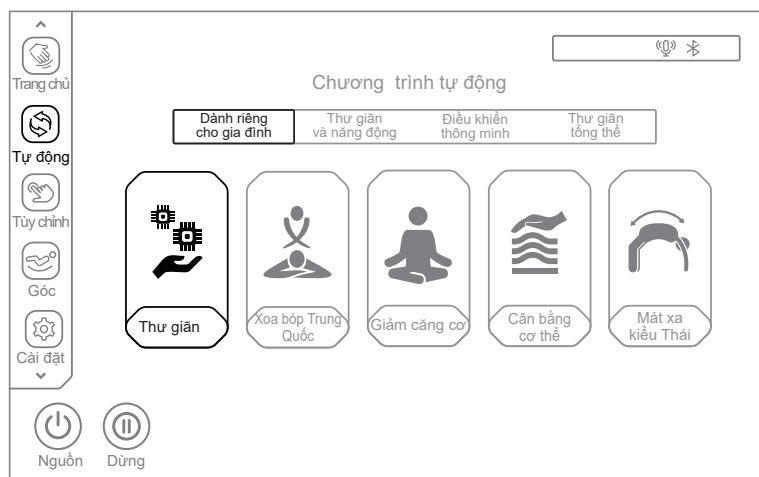 Trang chủ
Tự động
Tùy chỉnh
Góc
Cài đặt
Chương trình tự động
Dành riêng
cho gia đình
Thư giãn
và năng động
Điều khiển
thông minh
Thư giãn
tổng thể
Thư giãn
Xoa bóp Trung
Quốc
Giảm căng cơ
Cân bằng
cơ thể
Mát xa
kiểu Thái
Nguồn
Dừng